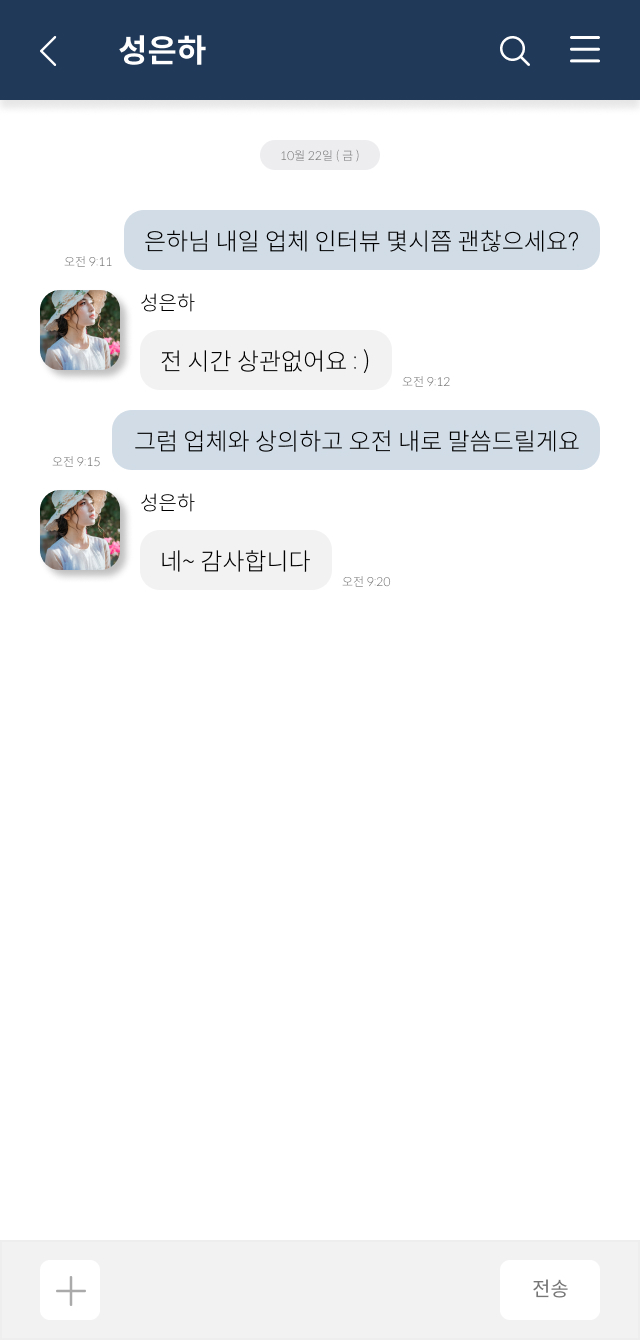 성은하
10월 22일 ( 금 )
은하님 내일 업체 인터뷰 몇시쯤 괜찮으세요?
오전 9:11
성은하
전 시간 상관없어요 : )
오전 9:12
그럼 업체와 상의하고 오전 내로 말씀드릴게요
오전 9:15
성은하
네~ 감사합니다
오전 9:20
전송